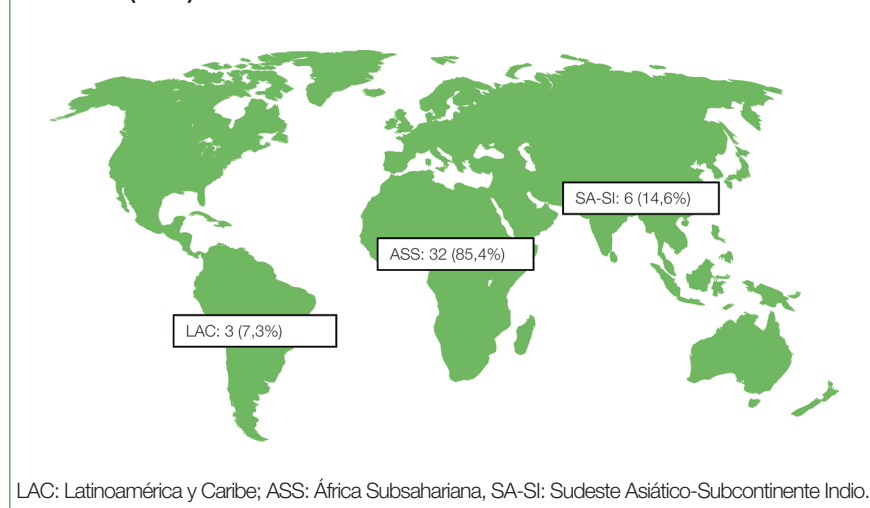 SA-SI: 6 (14,6%)
ASS: 32 (85,4%)
LAC: 3 (7,3%)
LAC: Latinoamérica y Caribe; ASS: África Subsahariana, SA-SI: Sudeste Asiático-Subcontinente Indio.